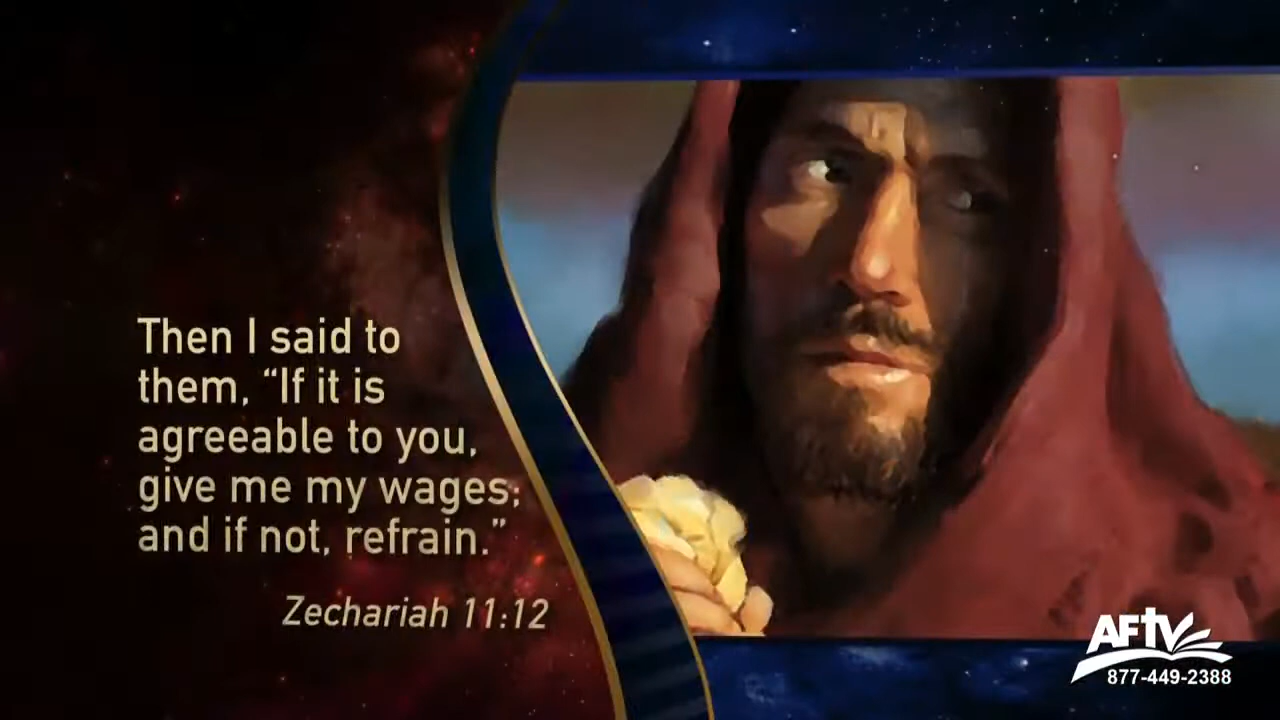 Then I said to
them, “If it is
agreeable to you,
give me my wages;
and if not, refrain.”
Zechariah 11:12
AFTV
877-449-2388